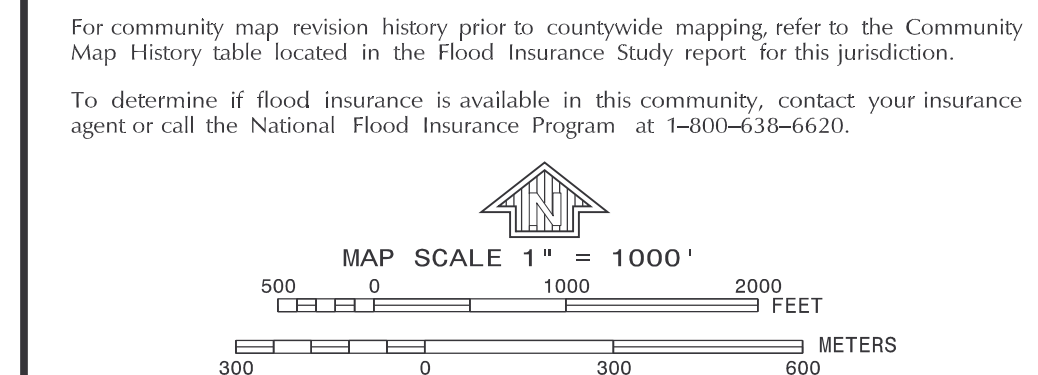 For community map revision history prior to countywide mapping, refer to the Community
Map History table located in the Flood Insurance Study report for this jurisdiction.
To determine if flood insurance is available in this community, contact your insurance
agent or call the National Flood Insurance Program at 1–800–638–6620.
N
MAP SCALE 1" = 1000'
500 0 1000 2000
FEET
METERS
300 0 300 600